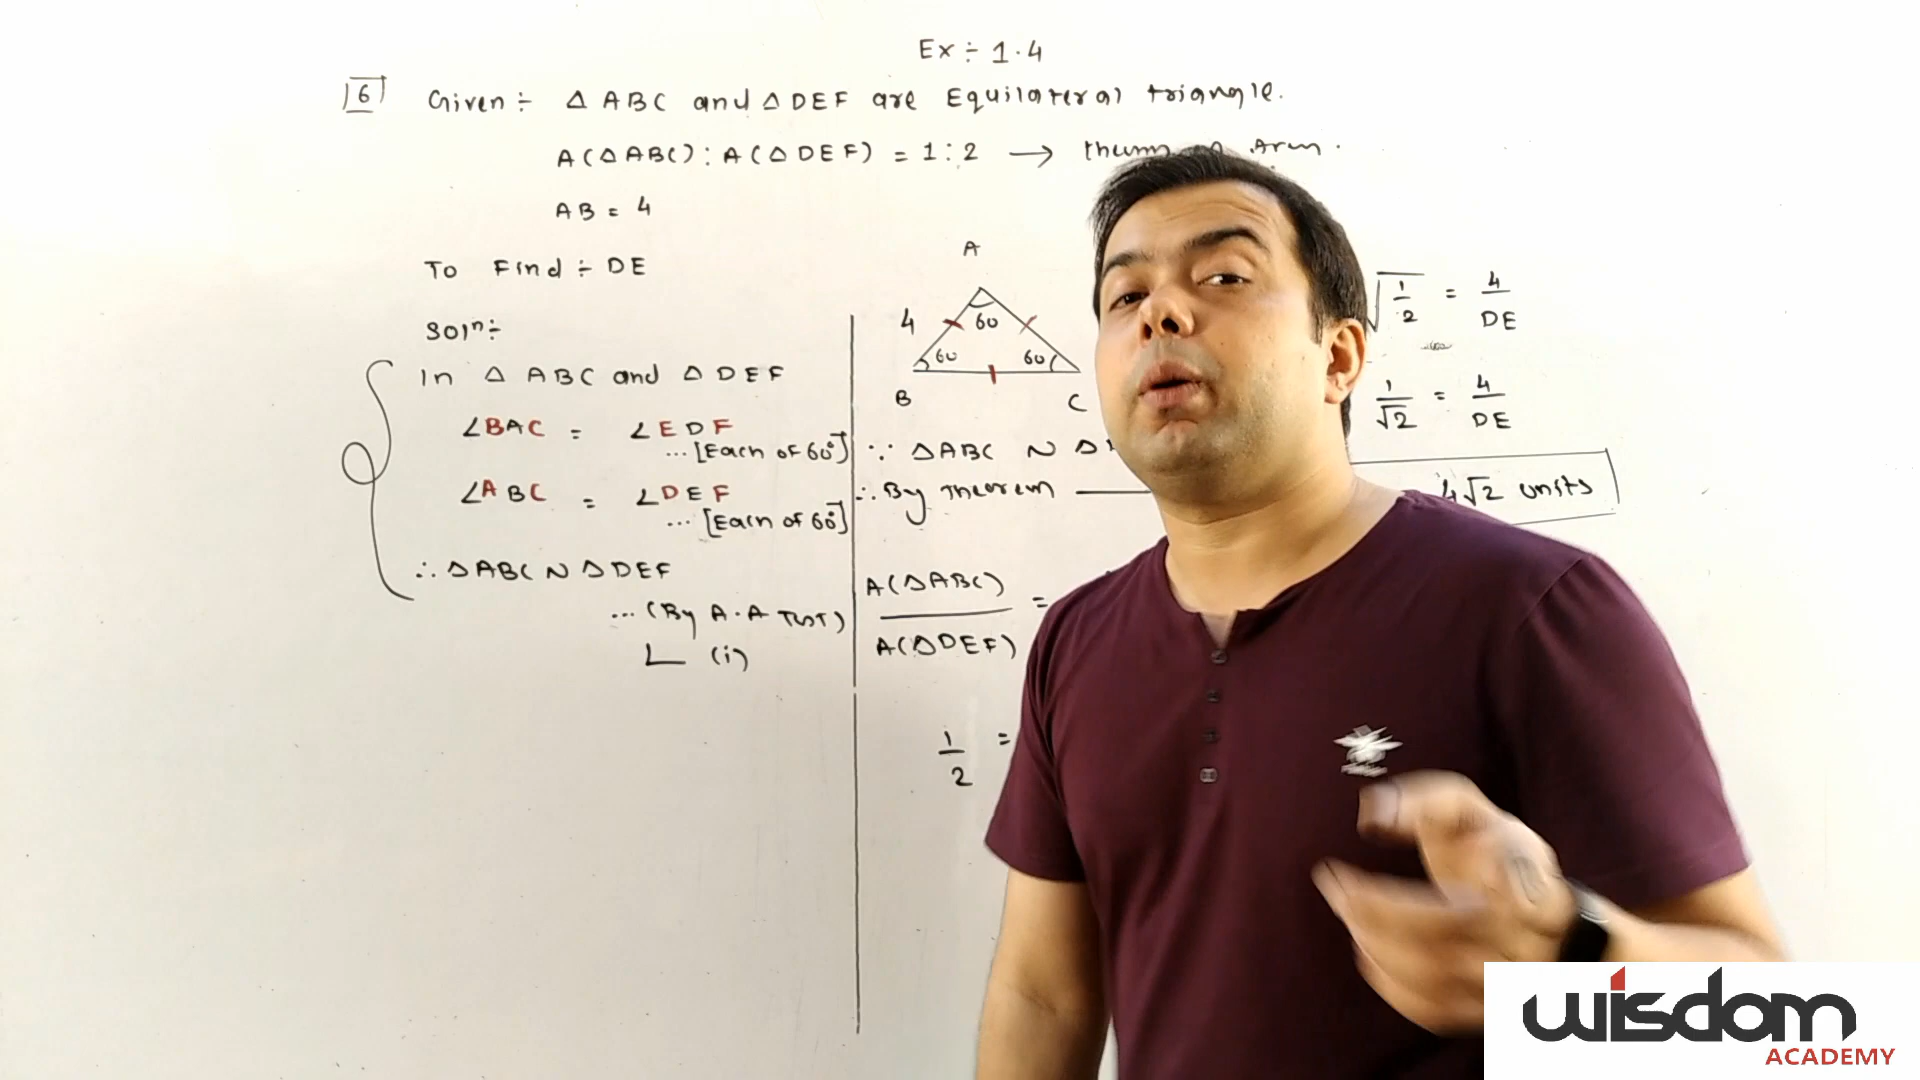 Ex ÷ 1.4
6 Given ÷ △ ABC and △ DEF are Equilateral triangle.
A(△ABC) : A(△DEF) = 1 : 2 →
AB = 4
To Find ÷ DE
Soln ÷
In △ ABC and △ DEF
∠BAC = ∠EDF
... [Each of 60°]
∠ABC = ∠DEF
... [Each of 60°]
∴ △ABC ~ △DEF
... (By A.A Test)
(i)
A
4
60
60
60
B
C
∵ △ABC ~ △
∴ By Theorem
A(△ABC) =
A(△DEF)
1/2 =
√1/2 = 4/DE
1/√2 = 4/DE
4√2 units
wisdom
ACADEMY